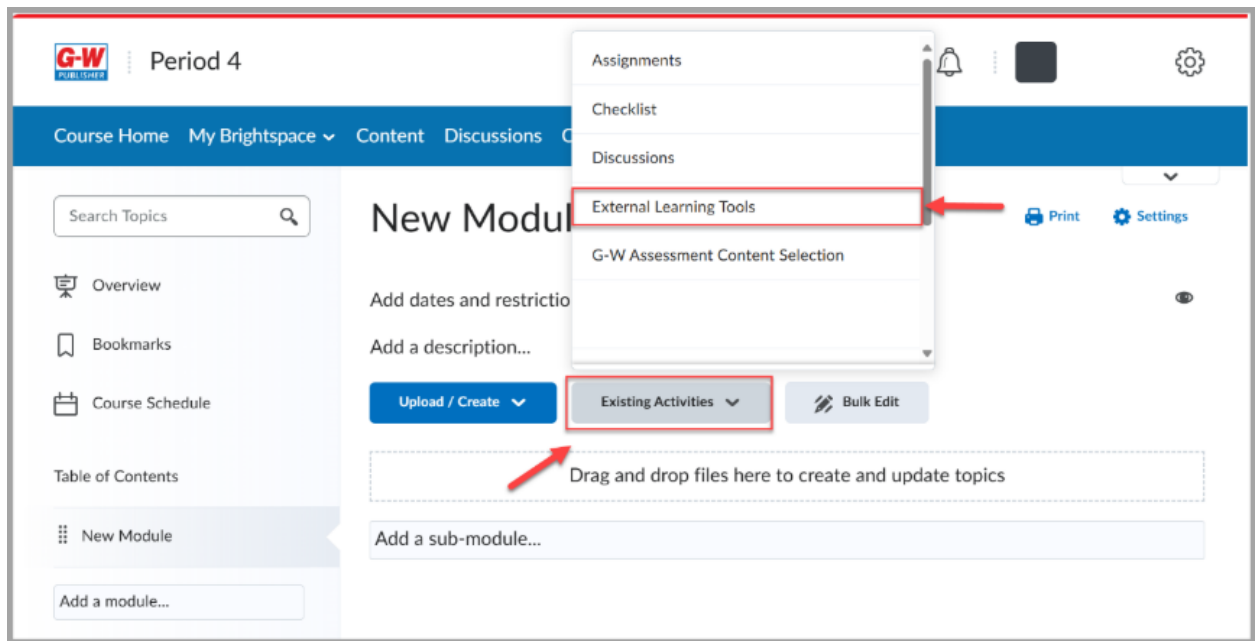 G-W
PUBLISHER
Period 4
Assignments
Checklist
Discussions
External Learning Tools
G-W Assessment Content Selection
Course Home My Brightspace Content Discussions
Search Topics
New Modul
Print
Settings
Overview
Add dates and restrictio
Bookmarks
Add a description...
Course Schedule
Upload / Create
Existing Activities
Bulk Edit
Table of Contents
Drag and drop files here to create and update topics
New Module
Add a sub-module...
Add a module...